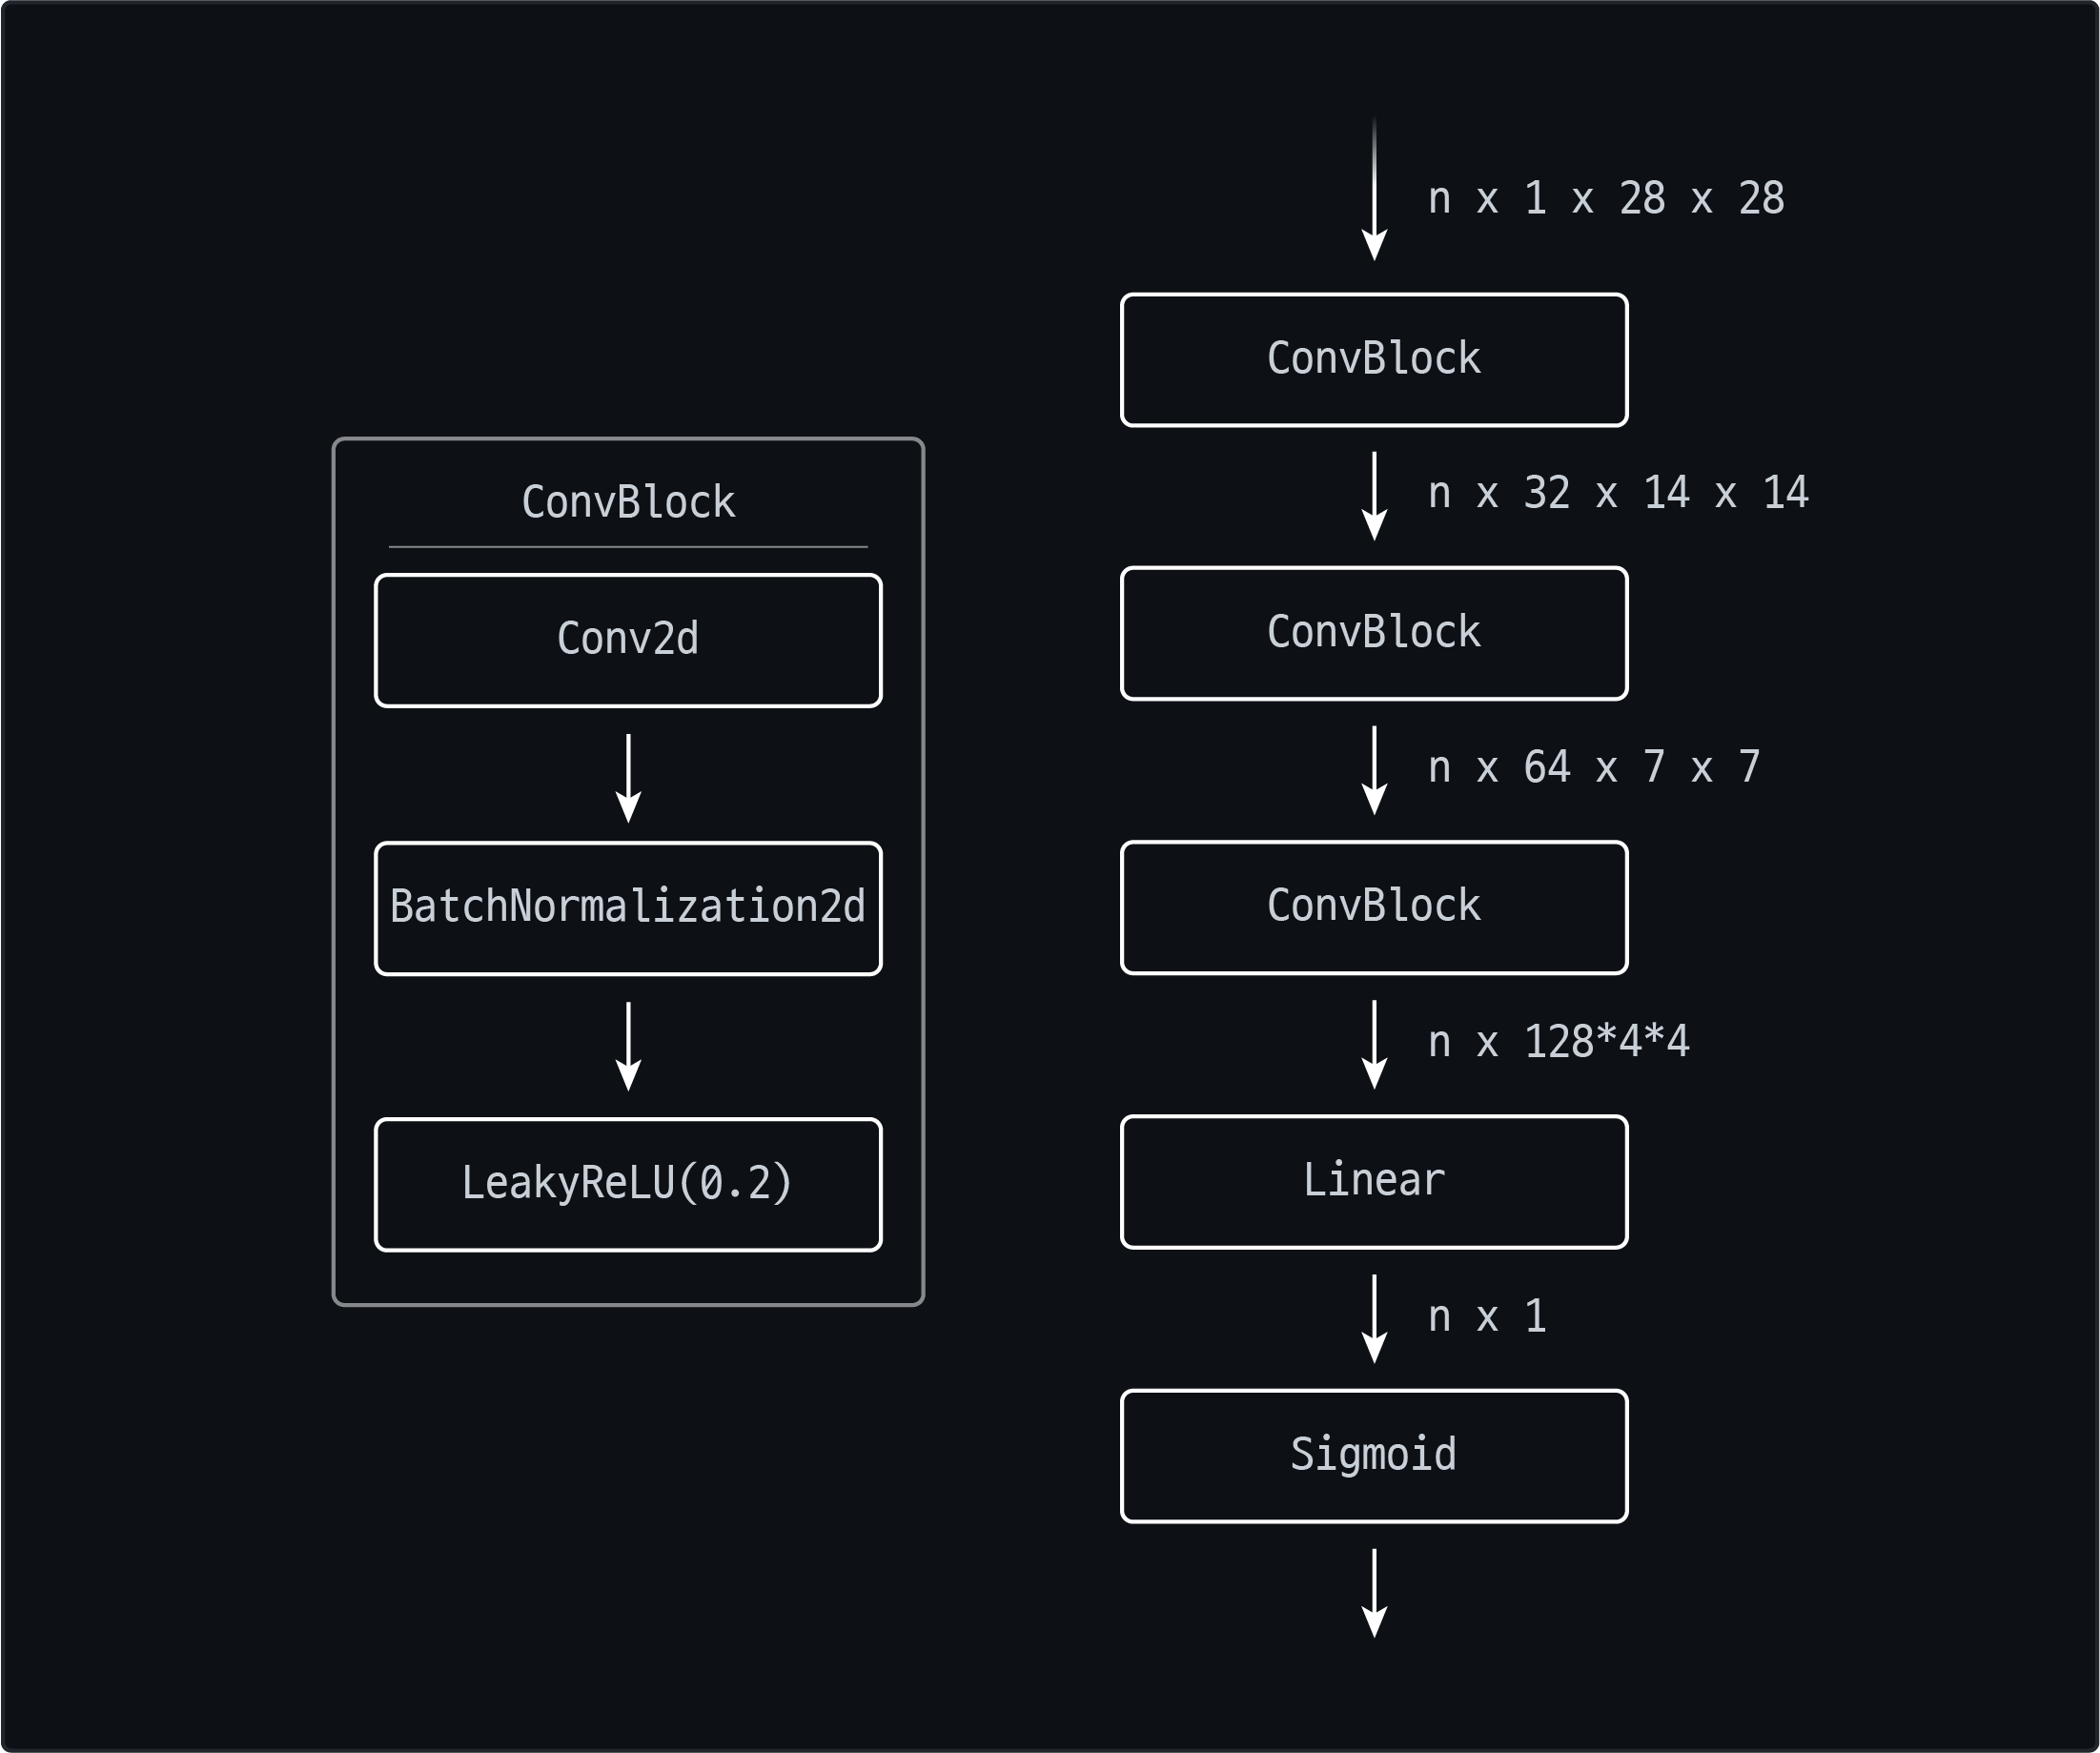 ConvBlock
Conv2d
BatchNormalization2d
LeakyReLU(0.2)
n x 1 x 28 x 28
ConvBlock
n x 32 x 14 x 14
ConvBlock
n x 64 x 7 x 7
ConvBlock
n x 128*4*4
Linear
n x 1
Sigmoid